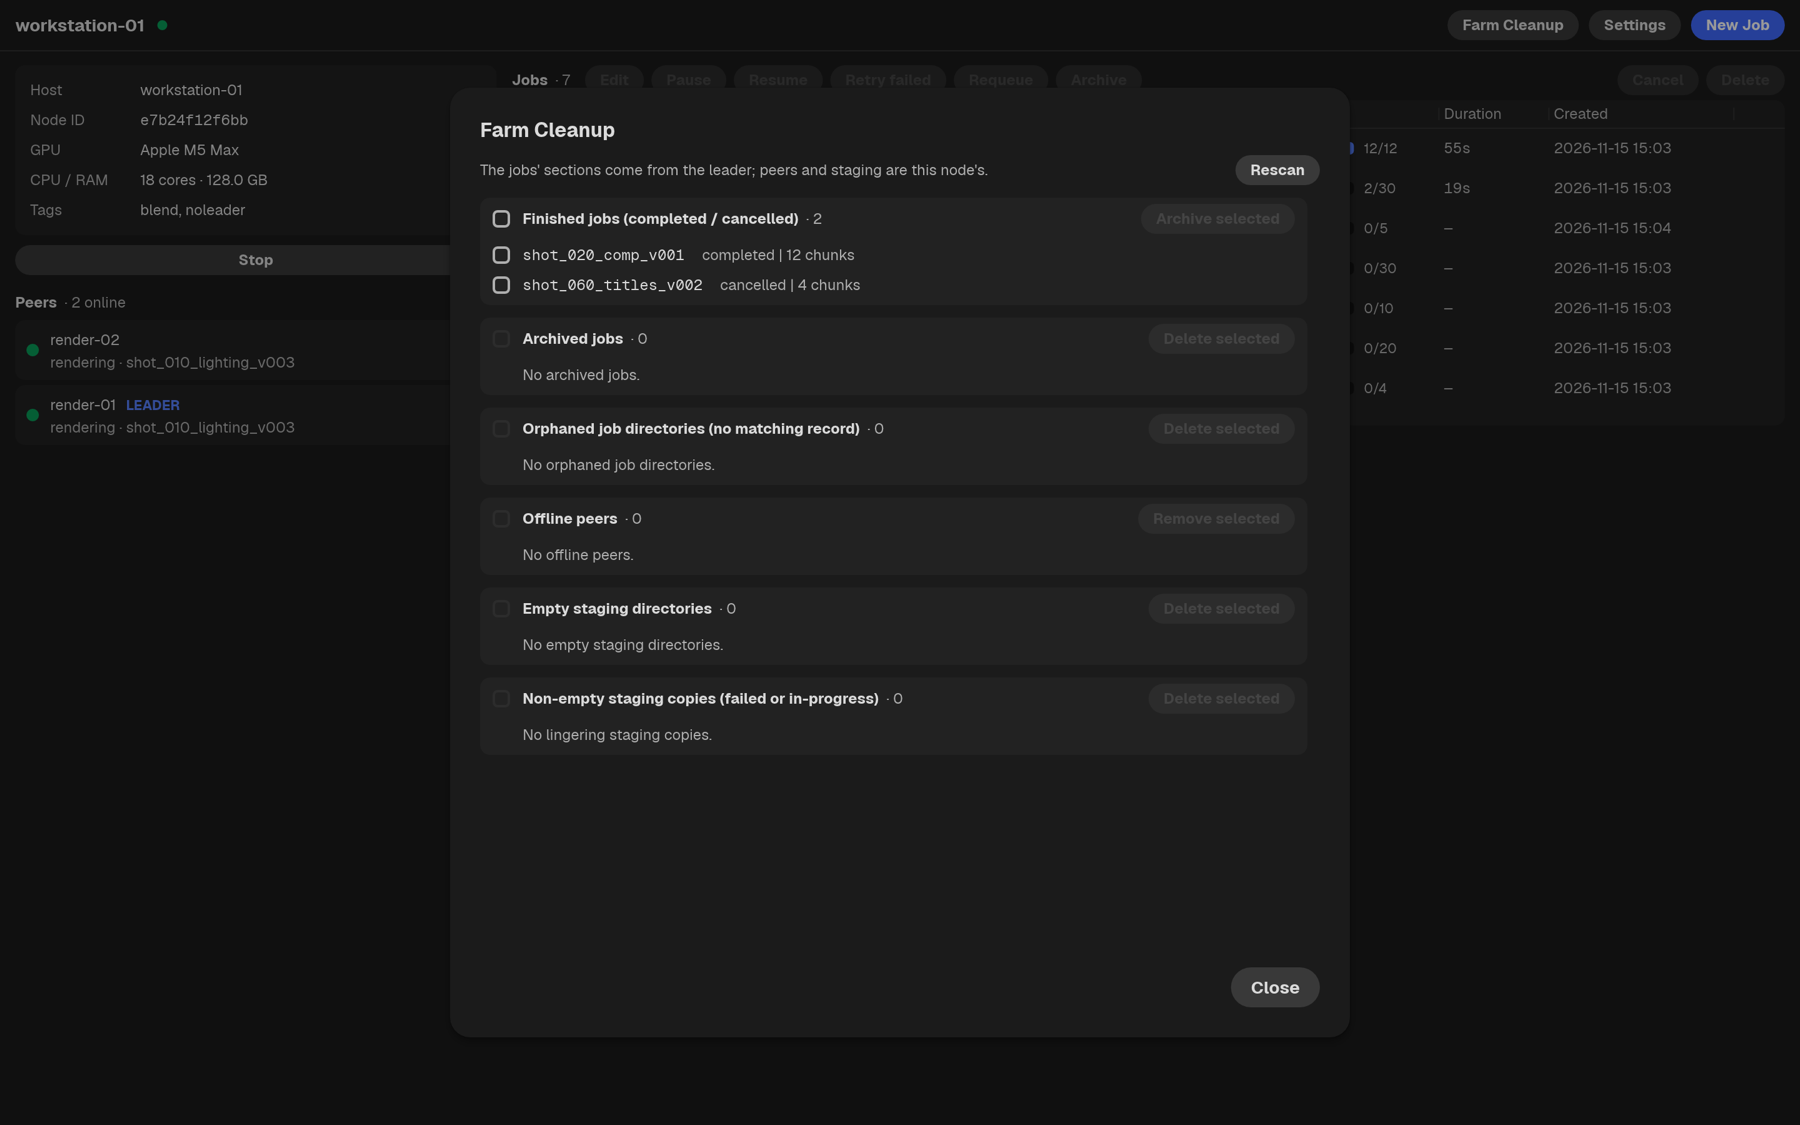 workstation-01
Farm Cleanup Settings New Job
Host workstation-01
Node ID e7b24f12f6bb
GPU Apple M5 Max
CPU / RAM 18 cores · 128.0 GB
Tags blend, noleader
Stop
Peers · 2 online
render-02
rendering · shot_010_lighting_v003
render-01 LEADER
rendering · shot_010_lighting_v003
Jobs · 7 Edit Pause Resume Retry failed Requeue Archive Cancel Delete
Duration Created
12/12 55s 2026-11-15 15:03
2/30 19s 2026-11-15 15:03
0/5 – 2026-11-15 15:04
0/30 – 2026-11-15 15:03
0/10 – 2026-11-15 15:03
0/20 – 2026-11-15 15:03
0/4 – 2026-11-15 15:03
Farm Cleanup
The jobs' sections come from the leader; peers and staging are this node's. Rescan
Finished jobs (completed / cancelled) · 2 Archive selected
shot_020_comp_v001 completed | 12 chunks
shot_060_titles_v002 cancelled | 4 chunks
Archived jobs · 0 Delete selected
No archived jobs.
Orphaned job directories (no matching record) · 0 Delete selected
No orphaned job directories.
Offline peers · 0 Remove selected
No offline peers.
Empty staging directories · 0 Delete selected
No empty staging directories.
Non-empty staging copies (failed or in-progress) · 0 Delete selected
No lingering staging copies.
Close